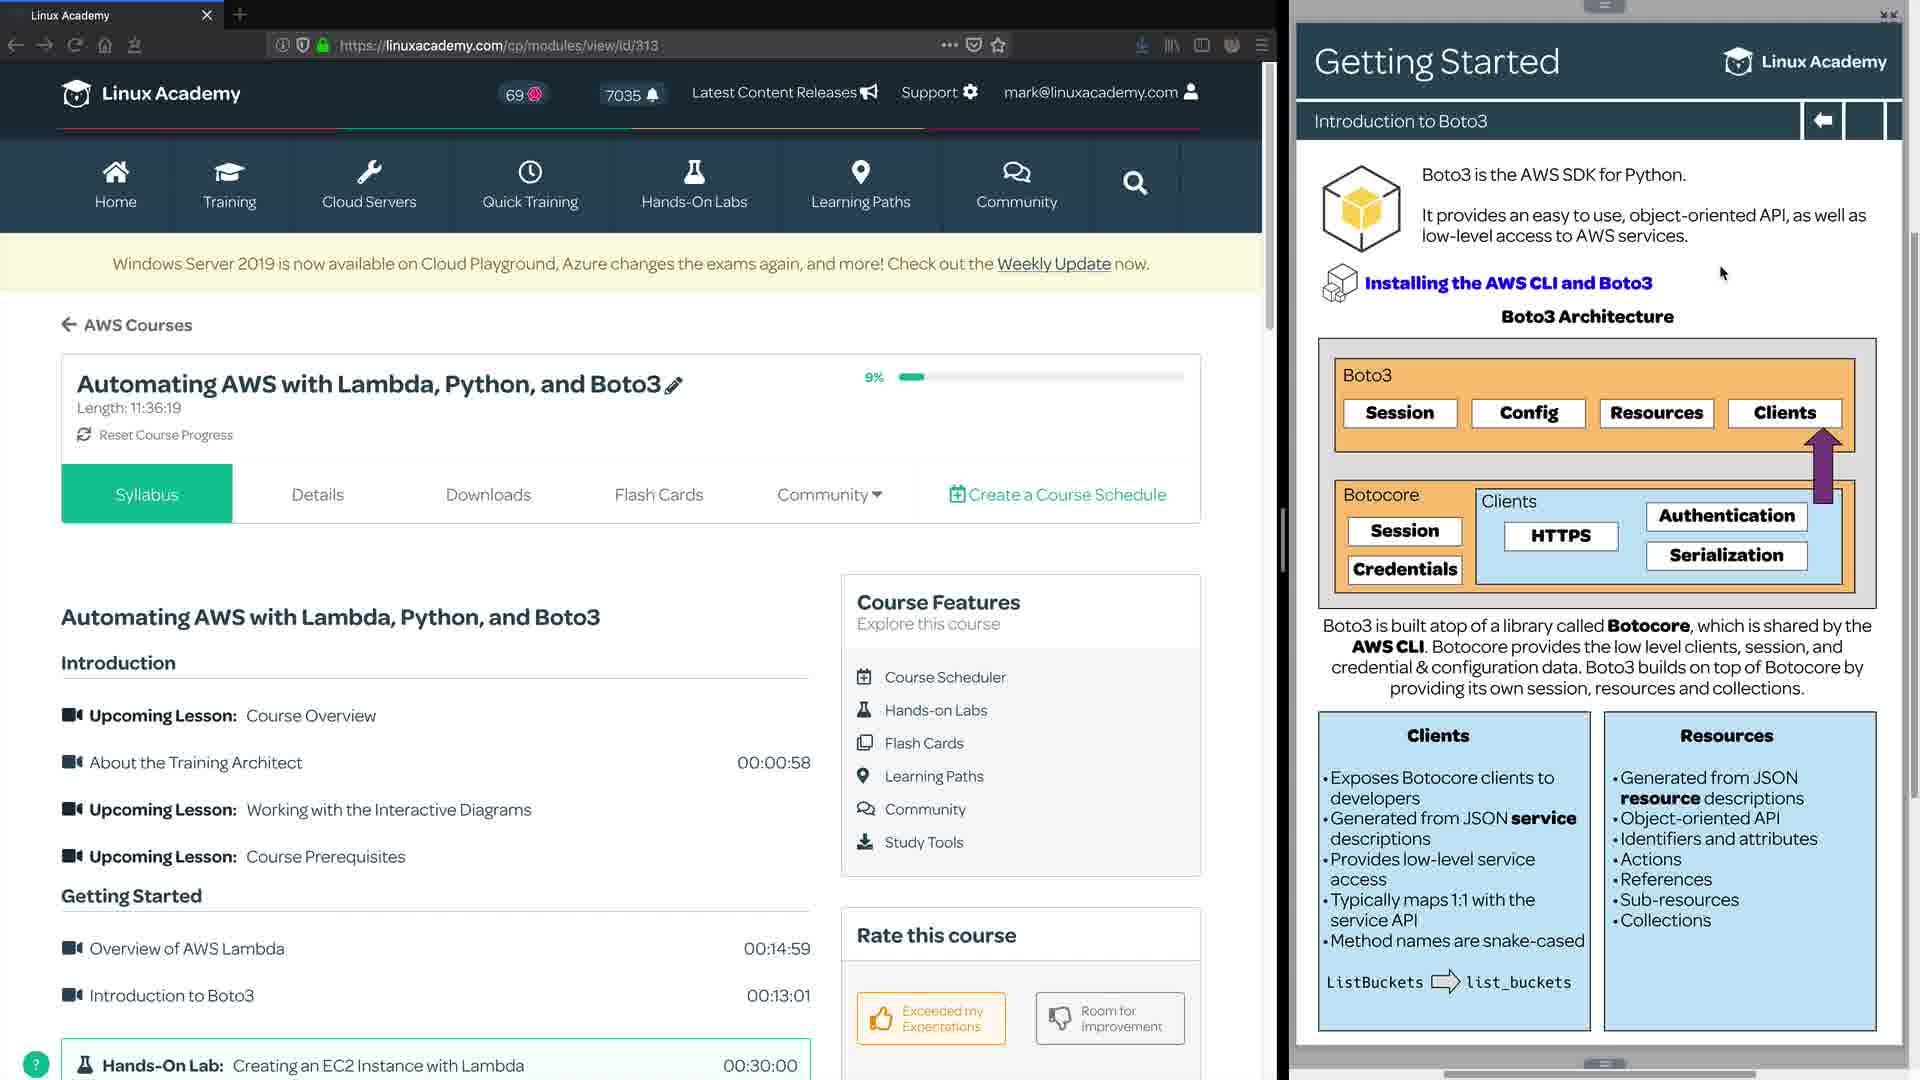 Linux Academy
https://linuxacademy.com/cp/modules/view/id/313
Linux Academy
69
7035
Latest Content Releases
Support
mark@linuxacademy.com
Home
Training
Cloud Servers
Quick Training
Hands-On Labs
Learning Paths
Community
Windows Server 2019 is now available on Cloud Playground, Azure changes the exams again, and more! Check out the Weekly Update now.
AWS Courses
Automating AWS with Lambda, Python, and Boto3
Length: 11:36:19
Reset Course Progress
9%
Syllabus
Details
Downloads
Flash Cards
Community
Create a Course Schedule
Automating AWS with Lambda, Python, and Boto3
Introduction
Upcoming Lesson: Course Overview
About the Training Architect 00:00:58
Upcoming Lesson: Working with the Interactive Diagrams
Upcoming Lesson: Course Prerequisites
Getting Started
Overview of AWS Lambda 00:14:59
Introduction to Boto3 00:13:01
Hands-On Lab: Creating an EC2 Instance with Lambda 00:30:00
?
Course Features
Explore this course
Course Scheduler
Hands-on Labs
Flash Cards
Learning Paths
Community
Study Tools
Rate this course
Exceeded my
Expectations
Room for
Improvement
Getting Started
Linux Academy
Introduction to Boto3
Boto3 is the AWS SDK for Python.
It provides an easy to use, object-oriented API, as well as
low-level access to AWS services.
Installing the AWS CLI and Boto3
Boto3 Architecture
Boto3
Session
Config
Resources
Clients
Botocore
Session
Credentials
Clients
HTTPS
Authentication
Serialization
Boto3 is built atop of a library called Botocore, which is shared by the
AWS CLI. Botocore provides the low level clients, session, and
credential & configuration data. Boto3 builds on top of Botocore by
providing its own session, resources and collections.
Clients
•Exposes Botocore clients to
developers
•Generated from JSON service
descriptions
•Provides low-level service
access
•Typically maps 1:1 with the
service API
•Method names are snake-cased
ListBuckets list_buckets
Resources
•Generated from JSON
resource descriptions
•Object-oriented API
•Identifiers and attributes
•Actions
•References
•Sub-resources
•Collections